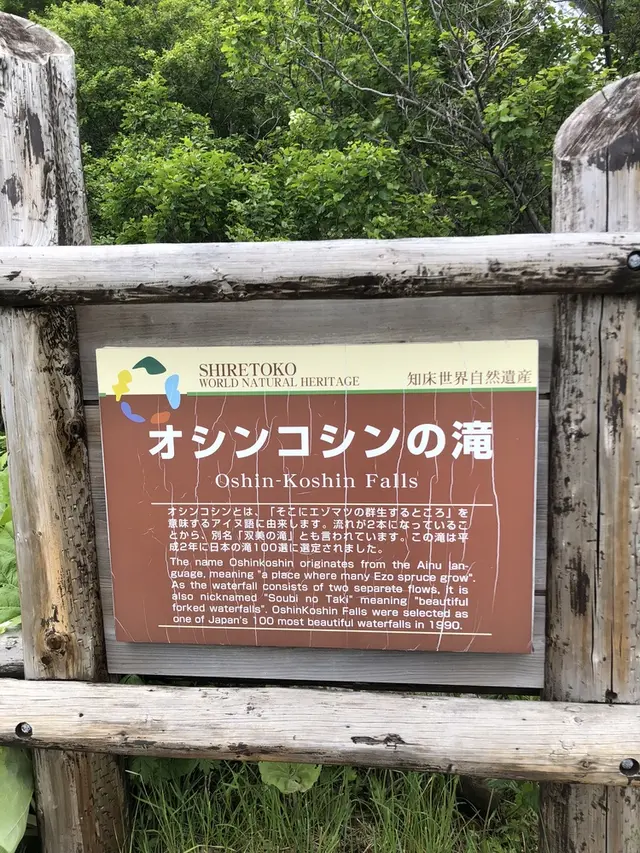 SHIRETOKO
WORLD NATURAL HERITAGE
知床世界自然遺産
オシンコシンの滝
Oshin-Koshin Falls
オシンコシンとは、「そこにエゾマツの群生するところ」を
意味するアイヌ語に由来します。流れが2本になっているこ
とから、別名「双美の滝」とも言われています。この滝は平
成2年に日本の滝100選に選定されました。
The name Oshinkoshin originates from the Ainu lan-
guage, meaning "a place where many Ezo spruce grow".
As the waterfall consists of two separate flows, it is
also nicknamed "Soubi no Taki" meaning "beautiful
forked waterfalls". OshinKoshin Falls were selected as
one of Japan's 100 most beautiful waterfalls in 1990.